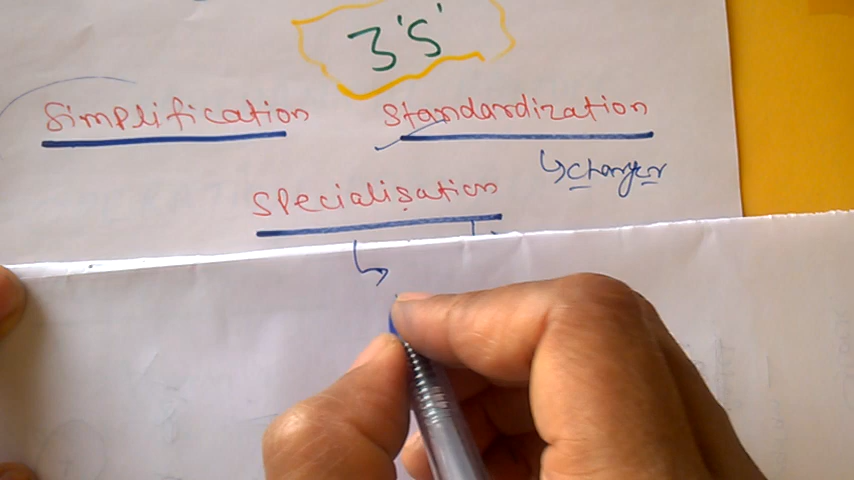 3'S'
Simplification Standardization
↳ Charger
Specialisation